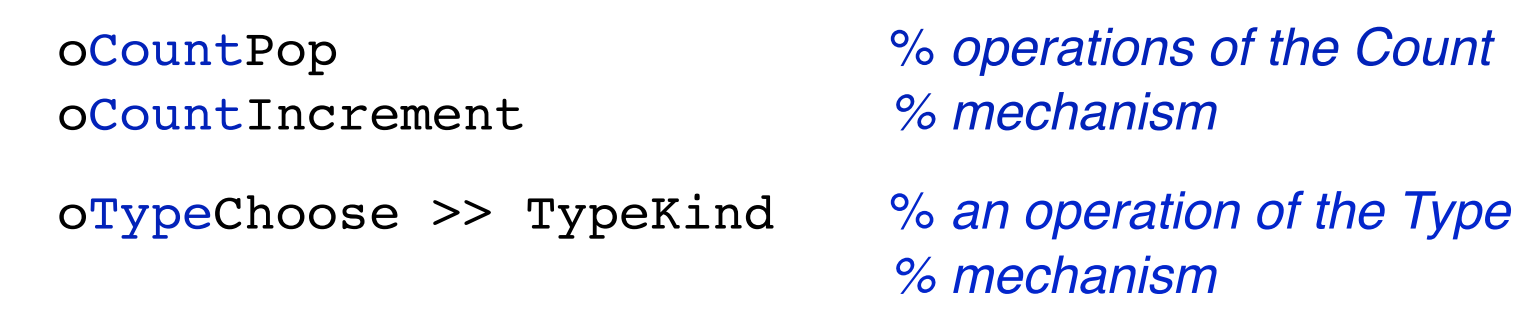 oCountPop % operations of the Count
oCountIncrement % mechanism
oTypeChoose >> TypeKind % an operation of the Type
% mechanism